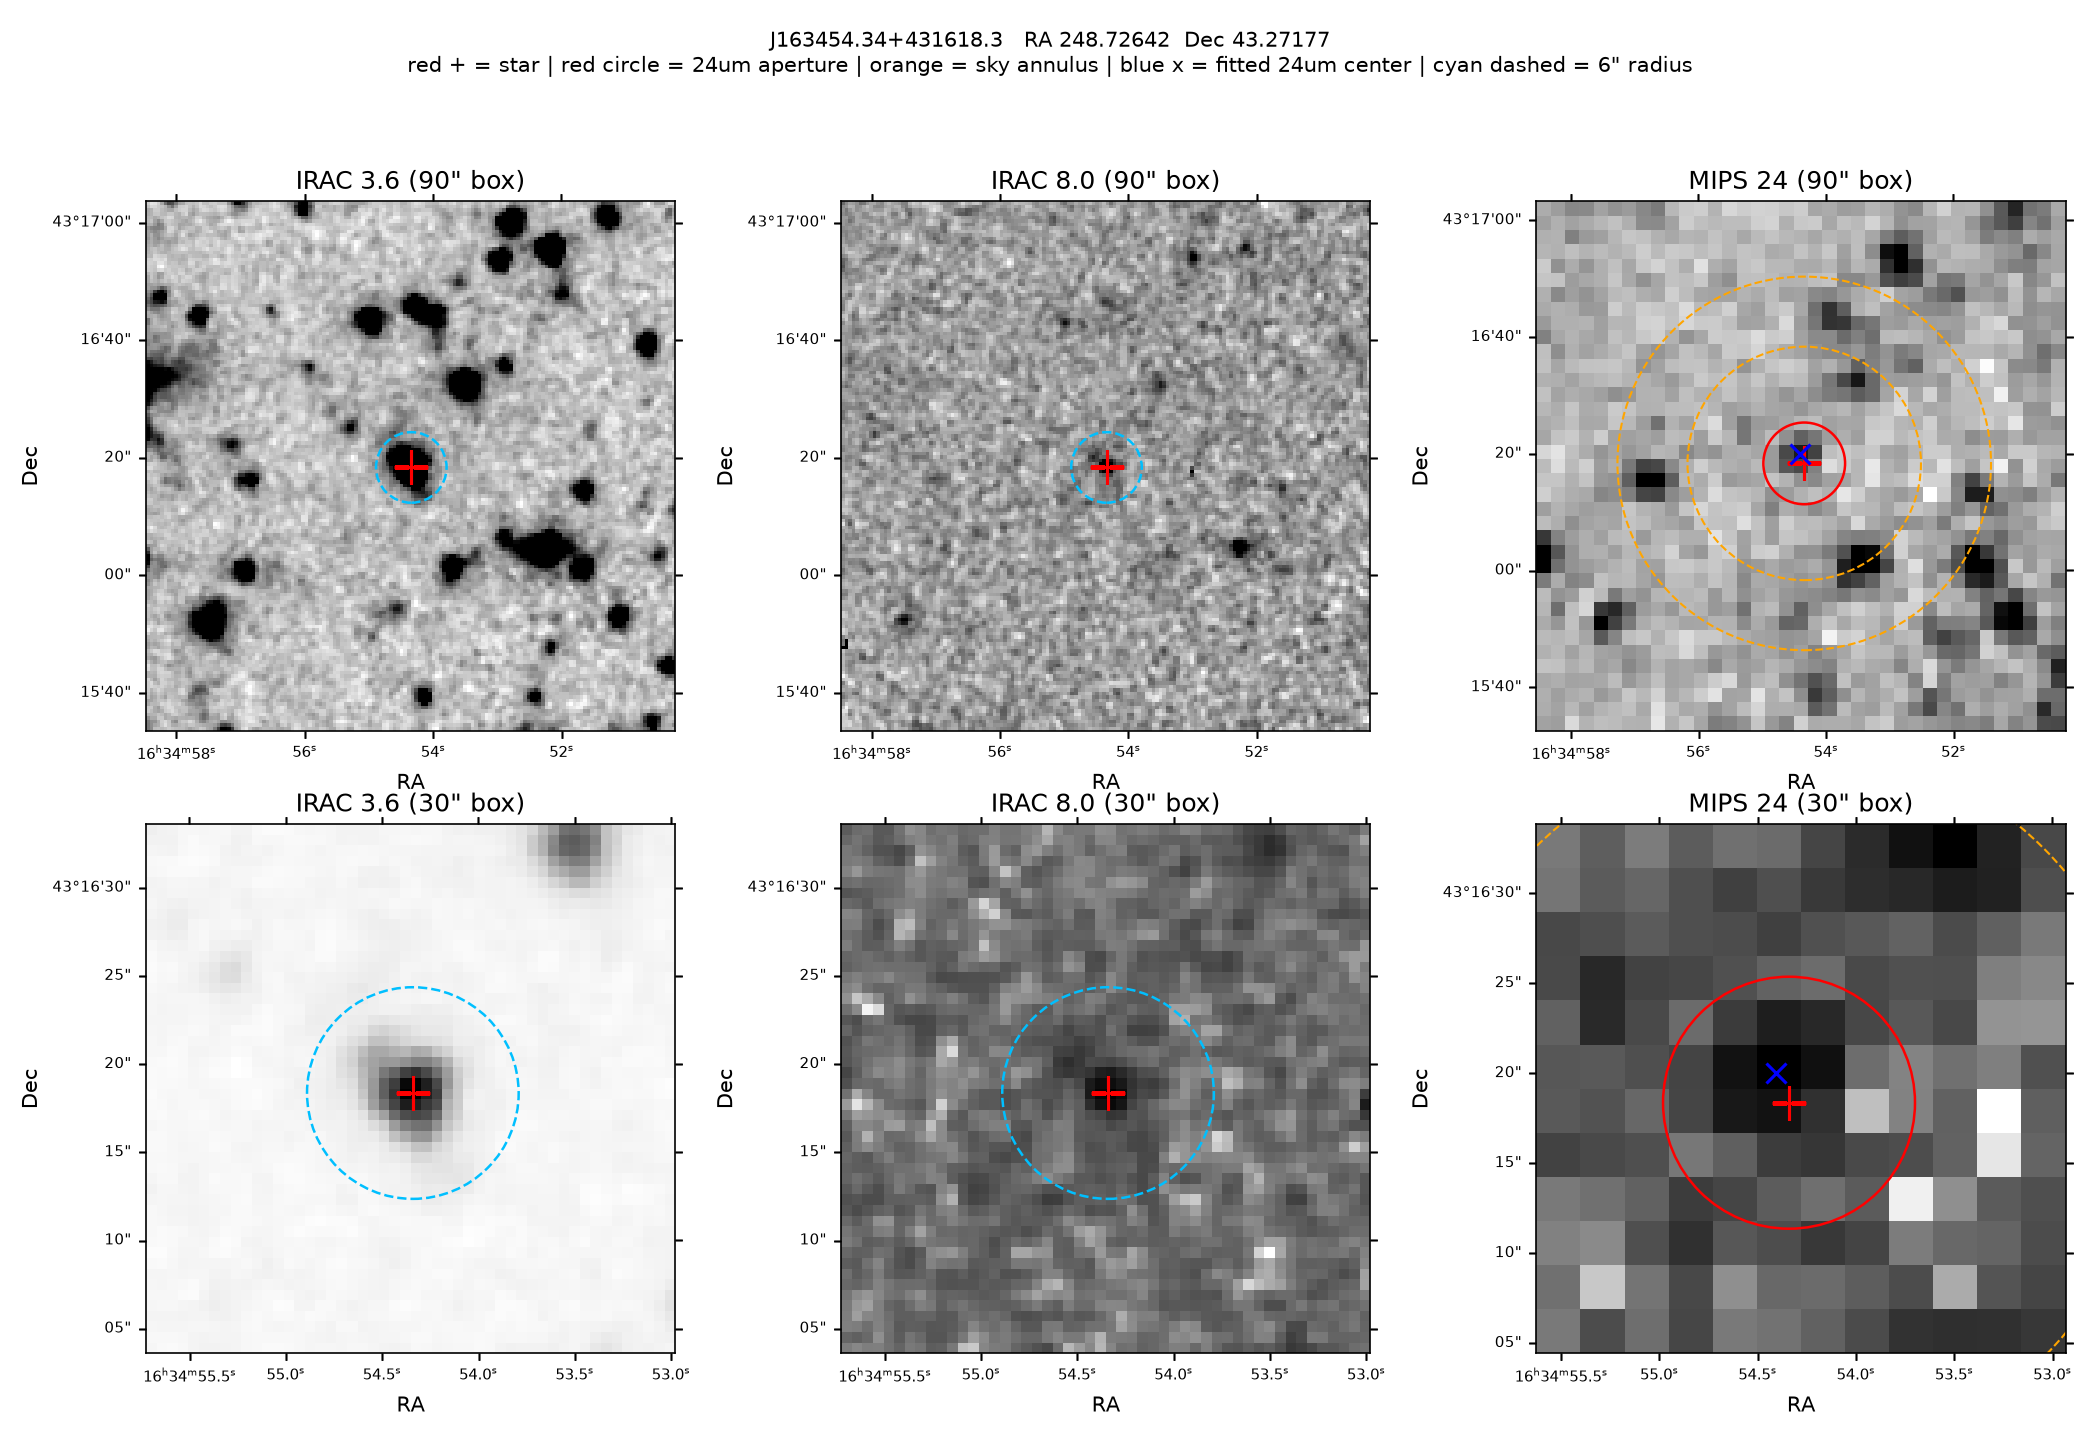 J163454.34+431618.3   RA 248.72642  Dec 43.27177
red + = star | red circle = 24um aperture | orange = sky annulus | blue x = fitted 24um center | cyan dashed = 6" radius
IRAC 3.6 (90" box)
43°17'00"
16'40"
20"
00"
15'40"
Dec
16h34m58s
56s
54s
52s
RA
IRAC 8.0 (90" box)
43°17'00"
16'40"
20"
00"
15'40"
Dec
16h34m58s
56s
54s
52s
RA
MIPS 24 (90" box)
43°17'00"
16'40"
20"
00"
15'40"
Dec
16h34m58s
56s
54s
52s
RA
IRAC 3.6 (30" box)
43°16'30"
25"
20"
15"
10"
05"
Dec
16h34m55.5s
55.0s
54.5s
54.0s
53.5s
53.0s
RA
IRAC 8.0 (30" box)
43°16'30"
25"
20"
15"
10"
05"
Dec
16h34m55.5s
55.0s
54.5s
54.0s
53.5s
53.0s
RA
MIPS 24 (30" box)
43°16'30"
25"
20"
15"
10"
05"
Dec
16h34m55.5s
55.0s
54.5s
54.0s
53.5s
53.0s
RA